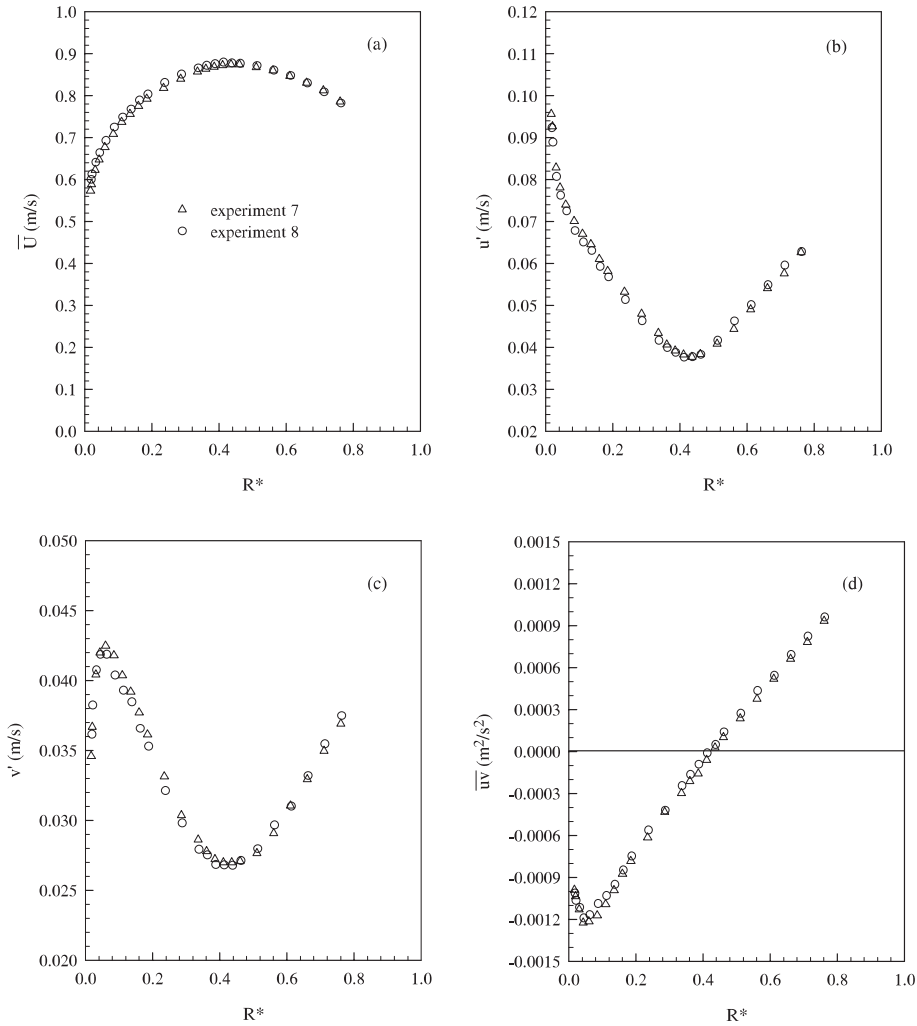 1.0
0.9
0.8
0.7
0.6
0.5
0.4
0.3
0.2
0.1
0.0
U̅ (m/s)
(a)
experiment 7
experiment 8
0.0 0.2 0.4 0.6 0.8 1.0
R*
0.12
0.11
0.10
0.09
0.08
0.07
0.06
0.05
0.04
0.03
0.02
u' (m/s)
(b)
0.0 0.2 0.4 0.6 0.8 1.0
R*
0.050
0.045
0.040
0.035
0.030
0.025
0.020
v' (m/s)
(c)
0.0 0.2 0.4 0.6 0.8 1.0
R*
0.0015
0.0012
0.0009
0.0006
0.0003
0.0000
-0.0003
-0.0006
-0.0009
-0.0012
-0.0015
u̅v̅ (m²/s²)
(d)
0.0 0.2 0.4 0.6 0.8 1.0
R*